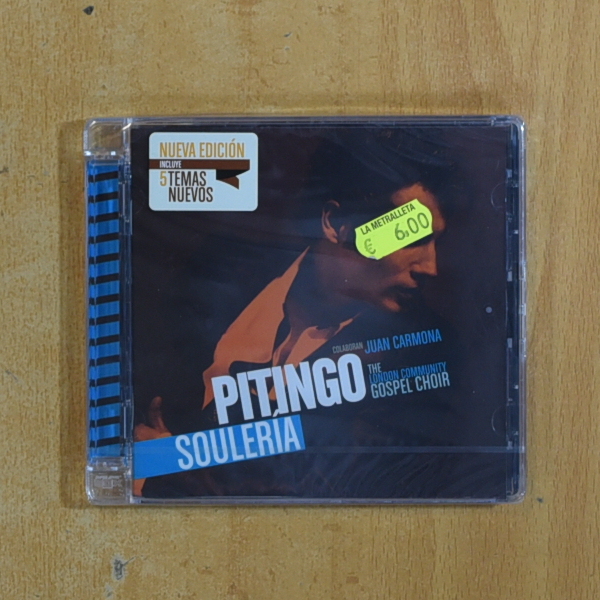 NUEVA EDICIÓN
INCLUYE
5 TEMAS
NUEVOS
LA METRALLETA
€ 6,00
COLABORAN JUAN CARMONA
THE
LONDON COMMUNITY
GOSPEL CHOIR
PITINGO
SOULERÍA